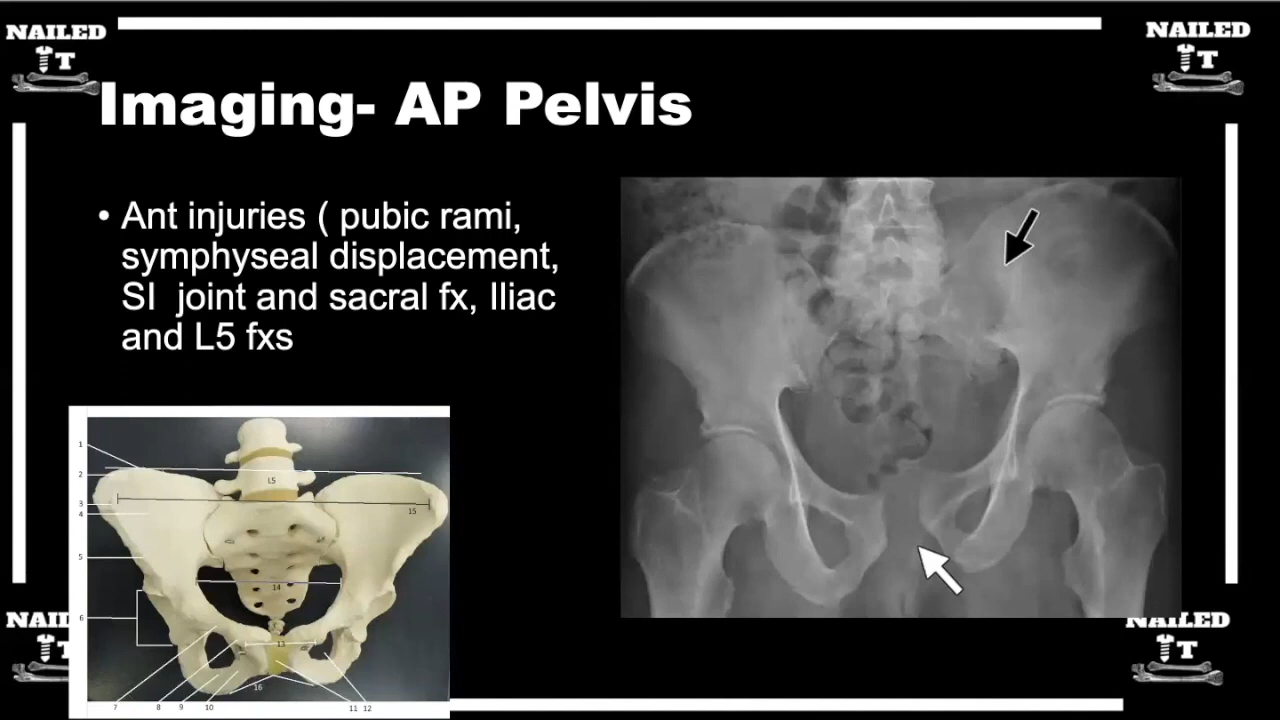 NAILED
IT
NAILED
IT
Imaging- AP Pelvis
• Ant injuries ( pubic rami,
symphyseal displacement,
SI joint and sacral fx, Iliac
and L5 fxs
1
2
3
4
5
6
L5
15
14
13
16
7
8
9
10
11
12
NAILED
IT